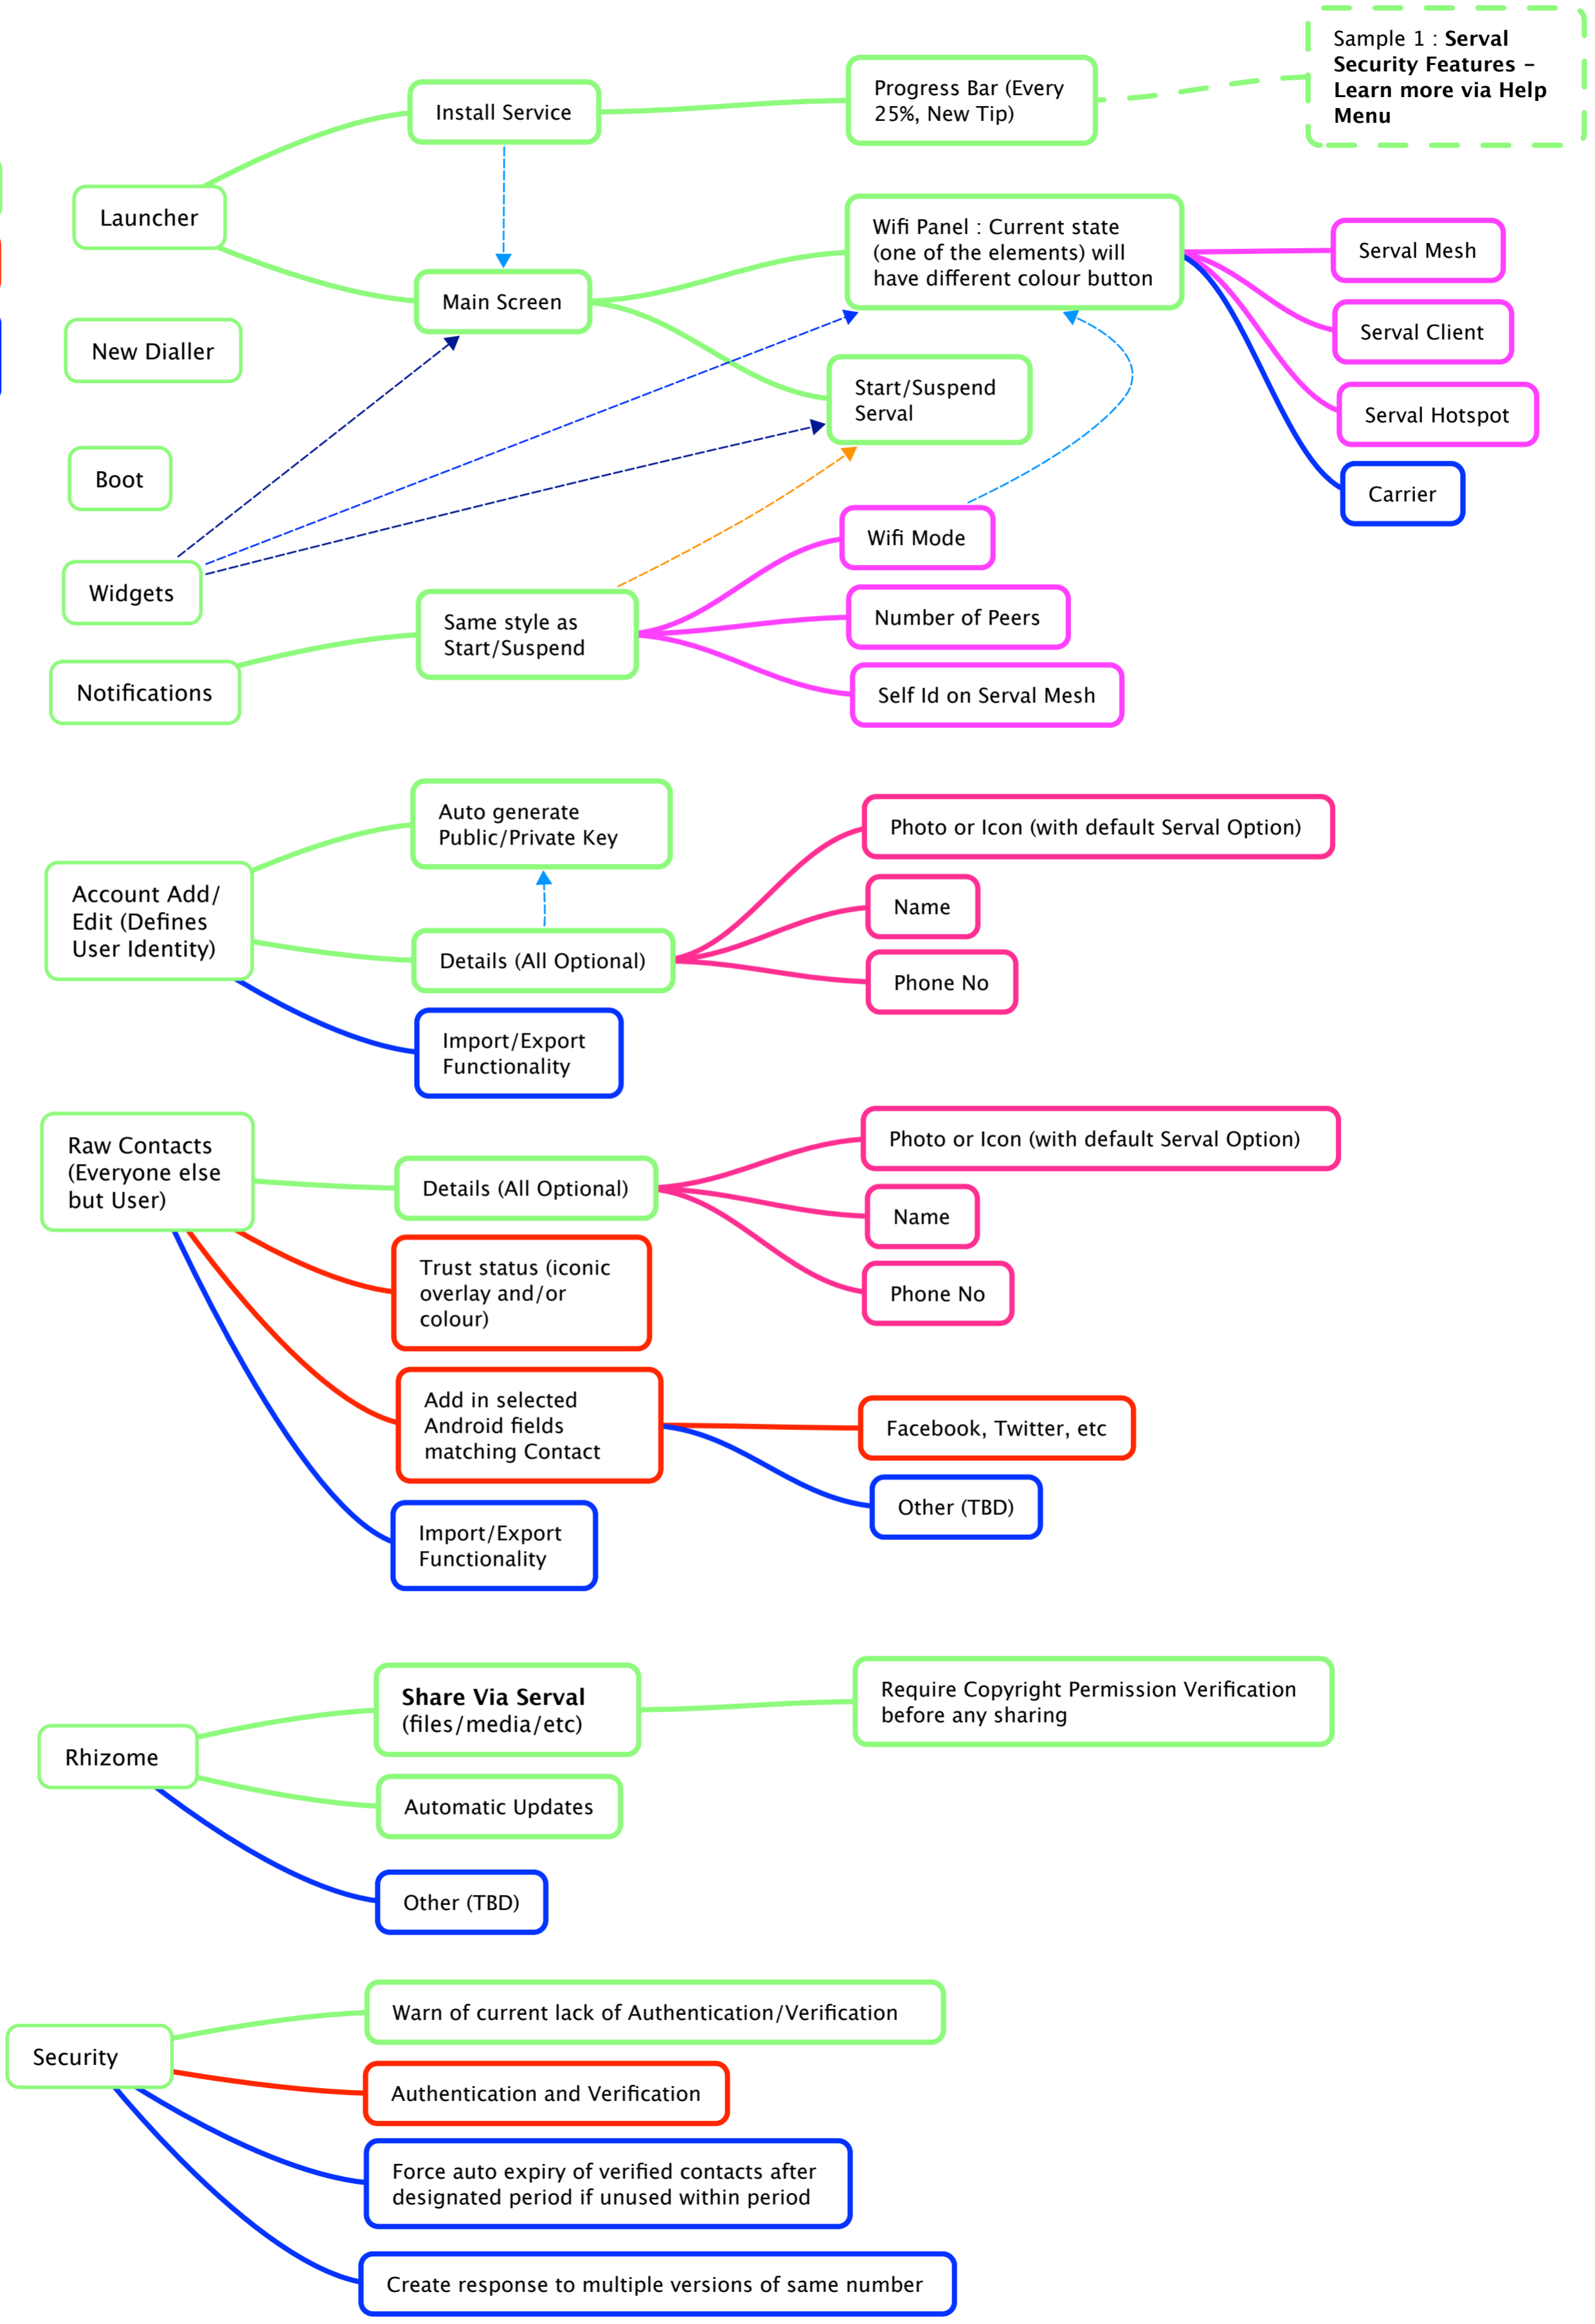 Sample 1 : Serval
Security Features –
Learn more via Help
Menu
Progress Bar (Every
25%, New Tip)
Install Service
Launcher
Wifi Panel : Current state
(one of the elements) will
have different colour button
Serval Mesh
Main Screen
Serval Client
New Dialler
Start/Suspend
Serval
Serval Hotspot
Boot
Carrier
Wifi Mode
Widgets
Same style as
Start/Suspend
Number of Peers
Notifications
Self Id on Serval Mesh
Auto generate
Public/Private Key
Photo or Icon (with default Serval Option)
Account Add/
Edit (Defines
User Identity)
Name
Details (All Optional)
Phone No
Import/Export
Functionality
Raw Contacts
(Everyone else
but User)
Photo or Icon (with default Serval Option)
Details (All Optional)
Name
Trust status (iconic
overlay and/or
colour)
Phone No
Add in selected
Android fields
matching Contact
Facebook, Twitter, etc
Other (TBD)
Import/Export
Functionality
Share Via Serval
(files/media/etc)
Require Copyright Permission Verification
before any sharing
Rhizome
Automatic Updates
Other (TBD)
Warn of current lack of Authentication/Verification
Security
Authentication and Verification
Force auto expiry of verified contacts after
designated period if unused within period
Create response to multiple versions of same number